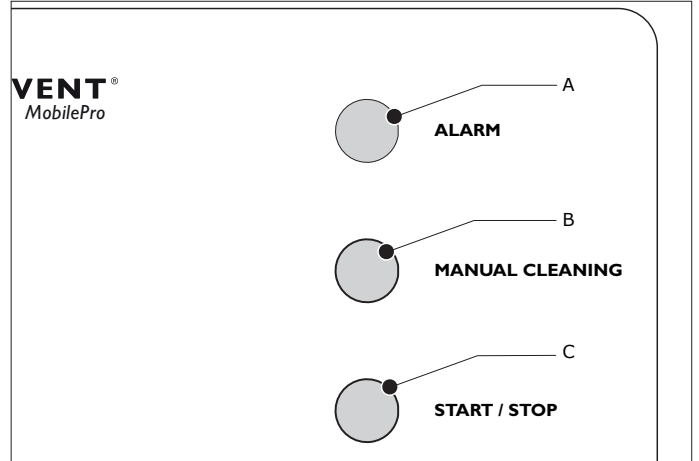 A
VENT®
MobilePro
ALARM
B
MANUAL CLEANING
C
START / STOP